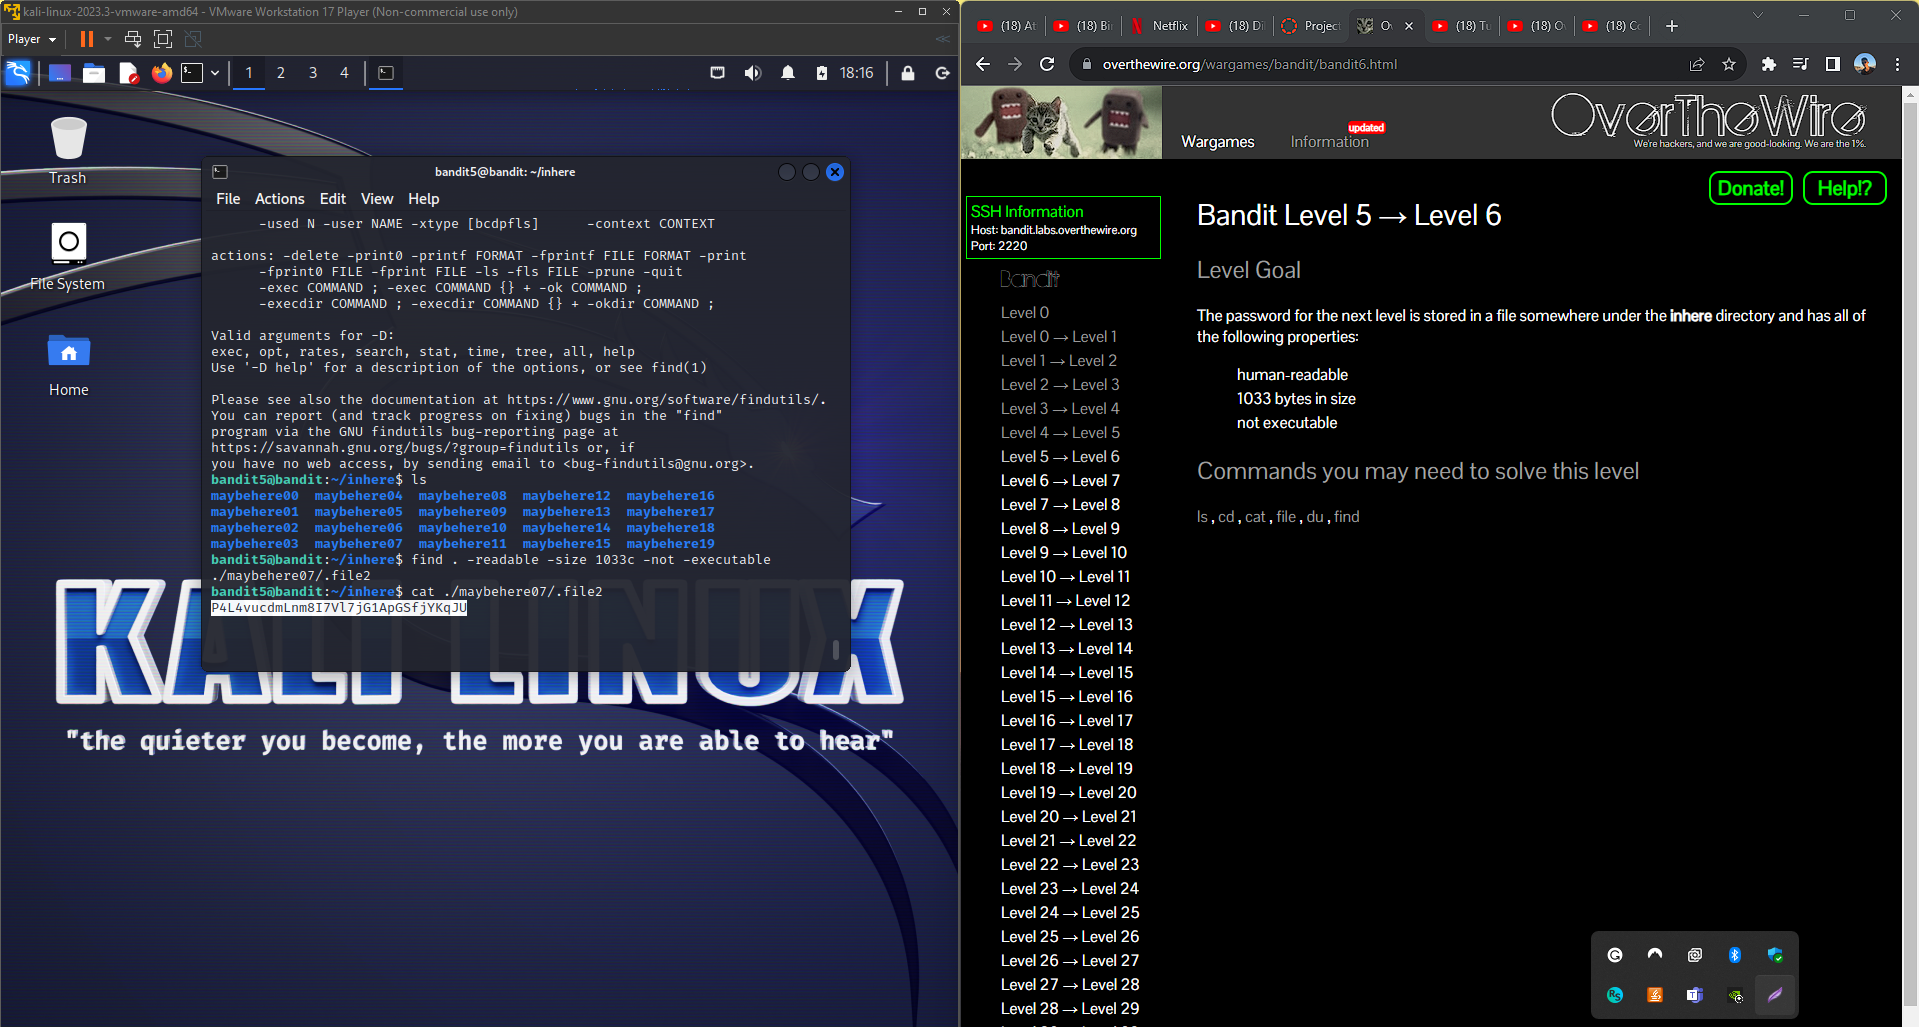 kali-linux-2023.3-vmware-amd64 - VMware Workstation 17 Player (Non-commercial use only)
Player
1 2 3 4
18:16
Trash
File System
Home
bandit5@bandit: ~/inhere
File Actions Edit View Help
-used N -user NAME -xtype [bcdpfls] -context CONTEXT
actions: -delete -print0 -printf FORMAT -fprintf FILE FORMAT -print
-fprint0 FILE -fprint FILE -ls -fls FILE -prune -quit
-exec COMMAND ; -exec COMMAND {} + -ok COMMAND ;
-execdir COMMAND ; -execdir COMMAND {} + -okdir COMMAND ;
Valid arguments for -D:
exec, opt, rates, search, stat, time, tree, all, help
Use '-D help' for a description of the options, or see find(1)
Please see also the documentation at https://www.gnu.org/software/findutils/.
You can report (and track progress on fixing) bugs in the "find"
program via the GNU findutils bug-reporting page at
https://savannah.gnu.org/bugs/?group=findutils or, if
you have no web access, by sending email to <bug-findutils@gnu.org>.
bandit5@bandit:~/inhere$ ls
maybehere00 maybehere04 maybehere08 maybehere12 maybehere16
maybehere01 maybehere05 maybehere09 maybehere13 maybehere17
maybehere02 maybehere06 maybehere10 maybehere14 maybehere18
maybehere03 maybehere07 maybehere11 maybehere15 maybehere19
bandit5@bandit:~/inhere$ find . -readable -size 1033c -not -executable
./maybehere07/.file2
bandit5@bandit:~/inhere$ cat ./maybehere07/.file2
P4L4vucdmLnm8I7Vl7jG1ApGSfjYKqJU
KALI LINUX
"the quieter you become, the more you are able to hear"
(18) At (18) Bi Netflix (18) Di Project Ov (18) Tu (18) Ov (18) Co
overthewire.org/wargames/bandit/bandit6.html
Wargames
Information
updated
OverTheWire
We're hackers, and we are good-looking. We are the 1%.
Donate! Help!?
SSH Information
Host: bandit.labs.overthewire.org
Port: 2220
Bandit
Level 0
Level 0 → Level 1
Level 1 → Level 2
Level 2 → Level 3
Level 3 → Level 4
Level 4 → Level 5
Level 5 → Level 6
Level 6 → Level 7
Level 7 → Level 8
Level 8 → Level 9
Level 9 → Level 10
Level 10 → Level 11
Level 11 → Level 12
Level 12 → Level 13
Level 13 → Level 14
Level 14 → Level 15
Level 15 → Level 16
Level 16 → Level 17
Level 17 → Level 18
Level 18 → Level 19
Level 19 → Level 20
Level 20 → Level 21
Level 21 → Level 22
Level 22 → Level 23
Level 23 → Level 24
Level 24 → Level 25
Level 25 → Level 26
Level 26 → Level 27
Level 27 → Level 28
Level 28 → Level 29
Bandit Level 5 → Level 6
Level Goal
The password for the next level is stored in a file somewhere under the inhere directory and has all of
the following properties:
human-readable
1033 bytes in size
not executable
Commands you may need to solve this level
ls , cd , cat , file , du , find